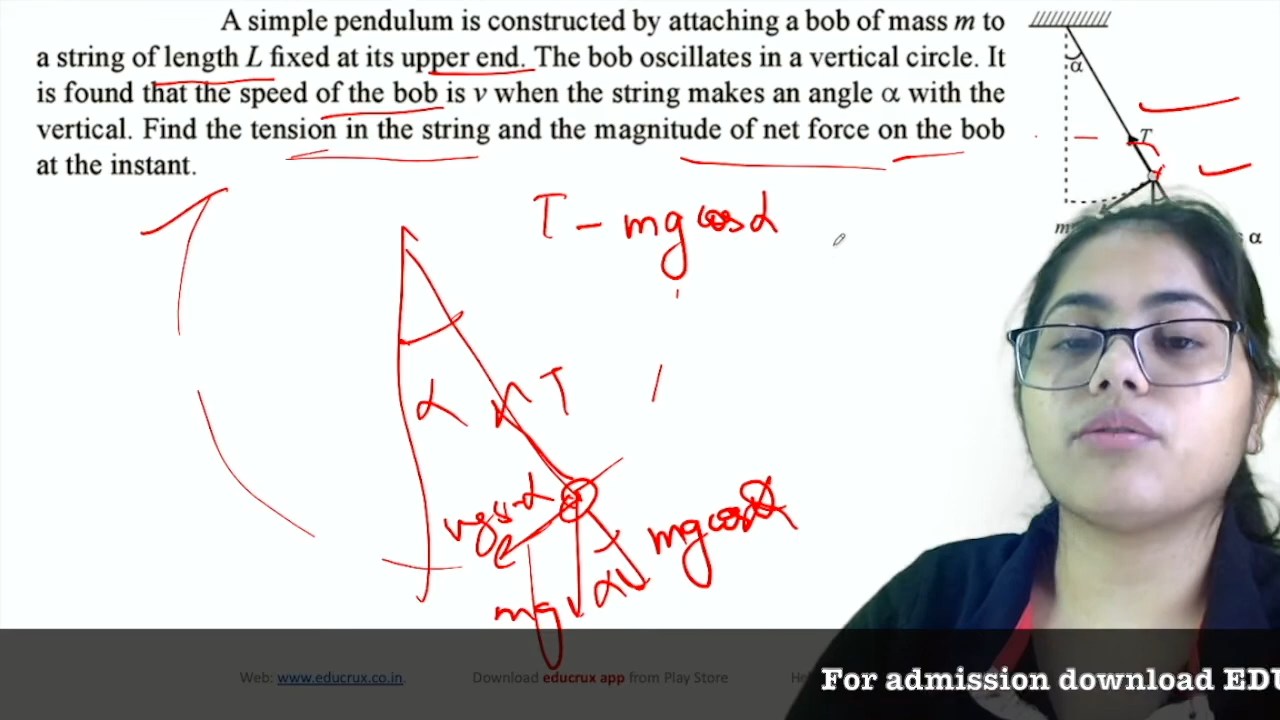 A simple pendulum is constructed by attaching a bob of mass m to
a string of length L fixed at its upper end. The bob oscillates in a vertical circle. It
is found that the speed of the bob is v when the string makes an angle α with the
vertical. Find the tension in the string and the magnitude of net force on the bob
at the instant.
α
T
m
α
T - mg cos α
α
T
mg cos α
α
mg
Web: www.educrux.co.in.
Download educrux app from Play Store
He
For admission download EDU